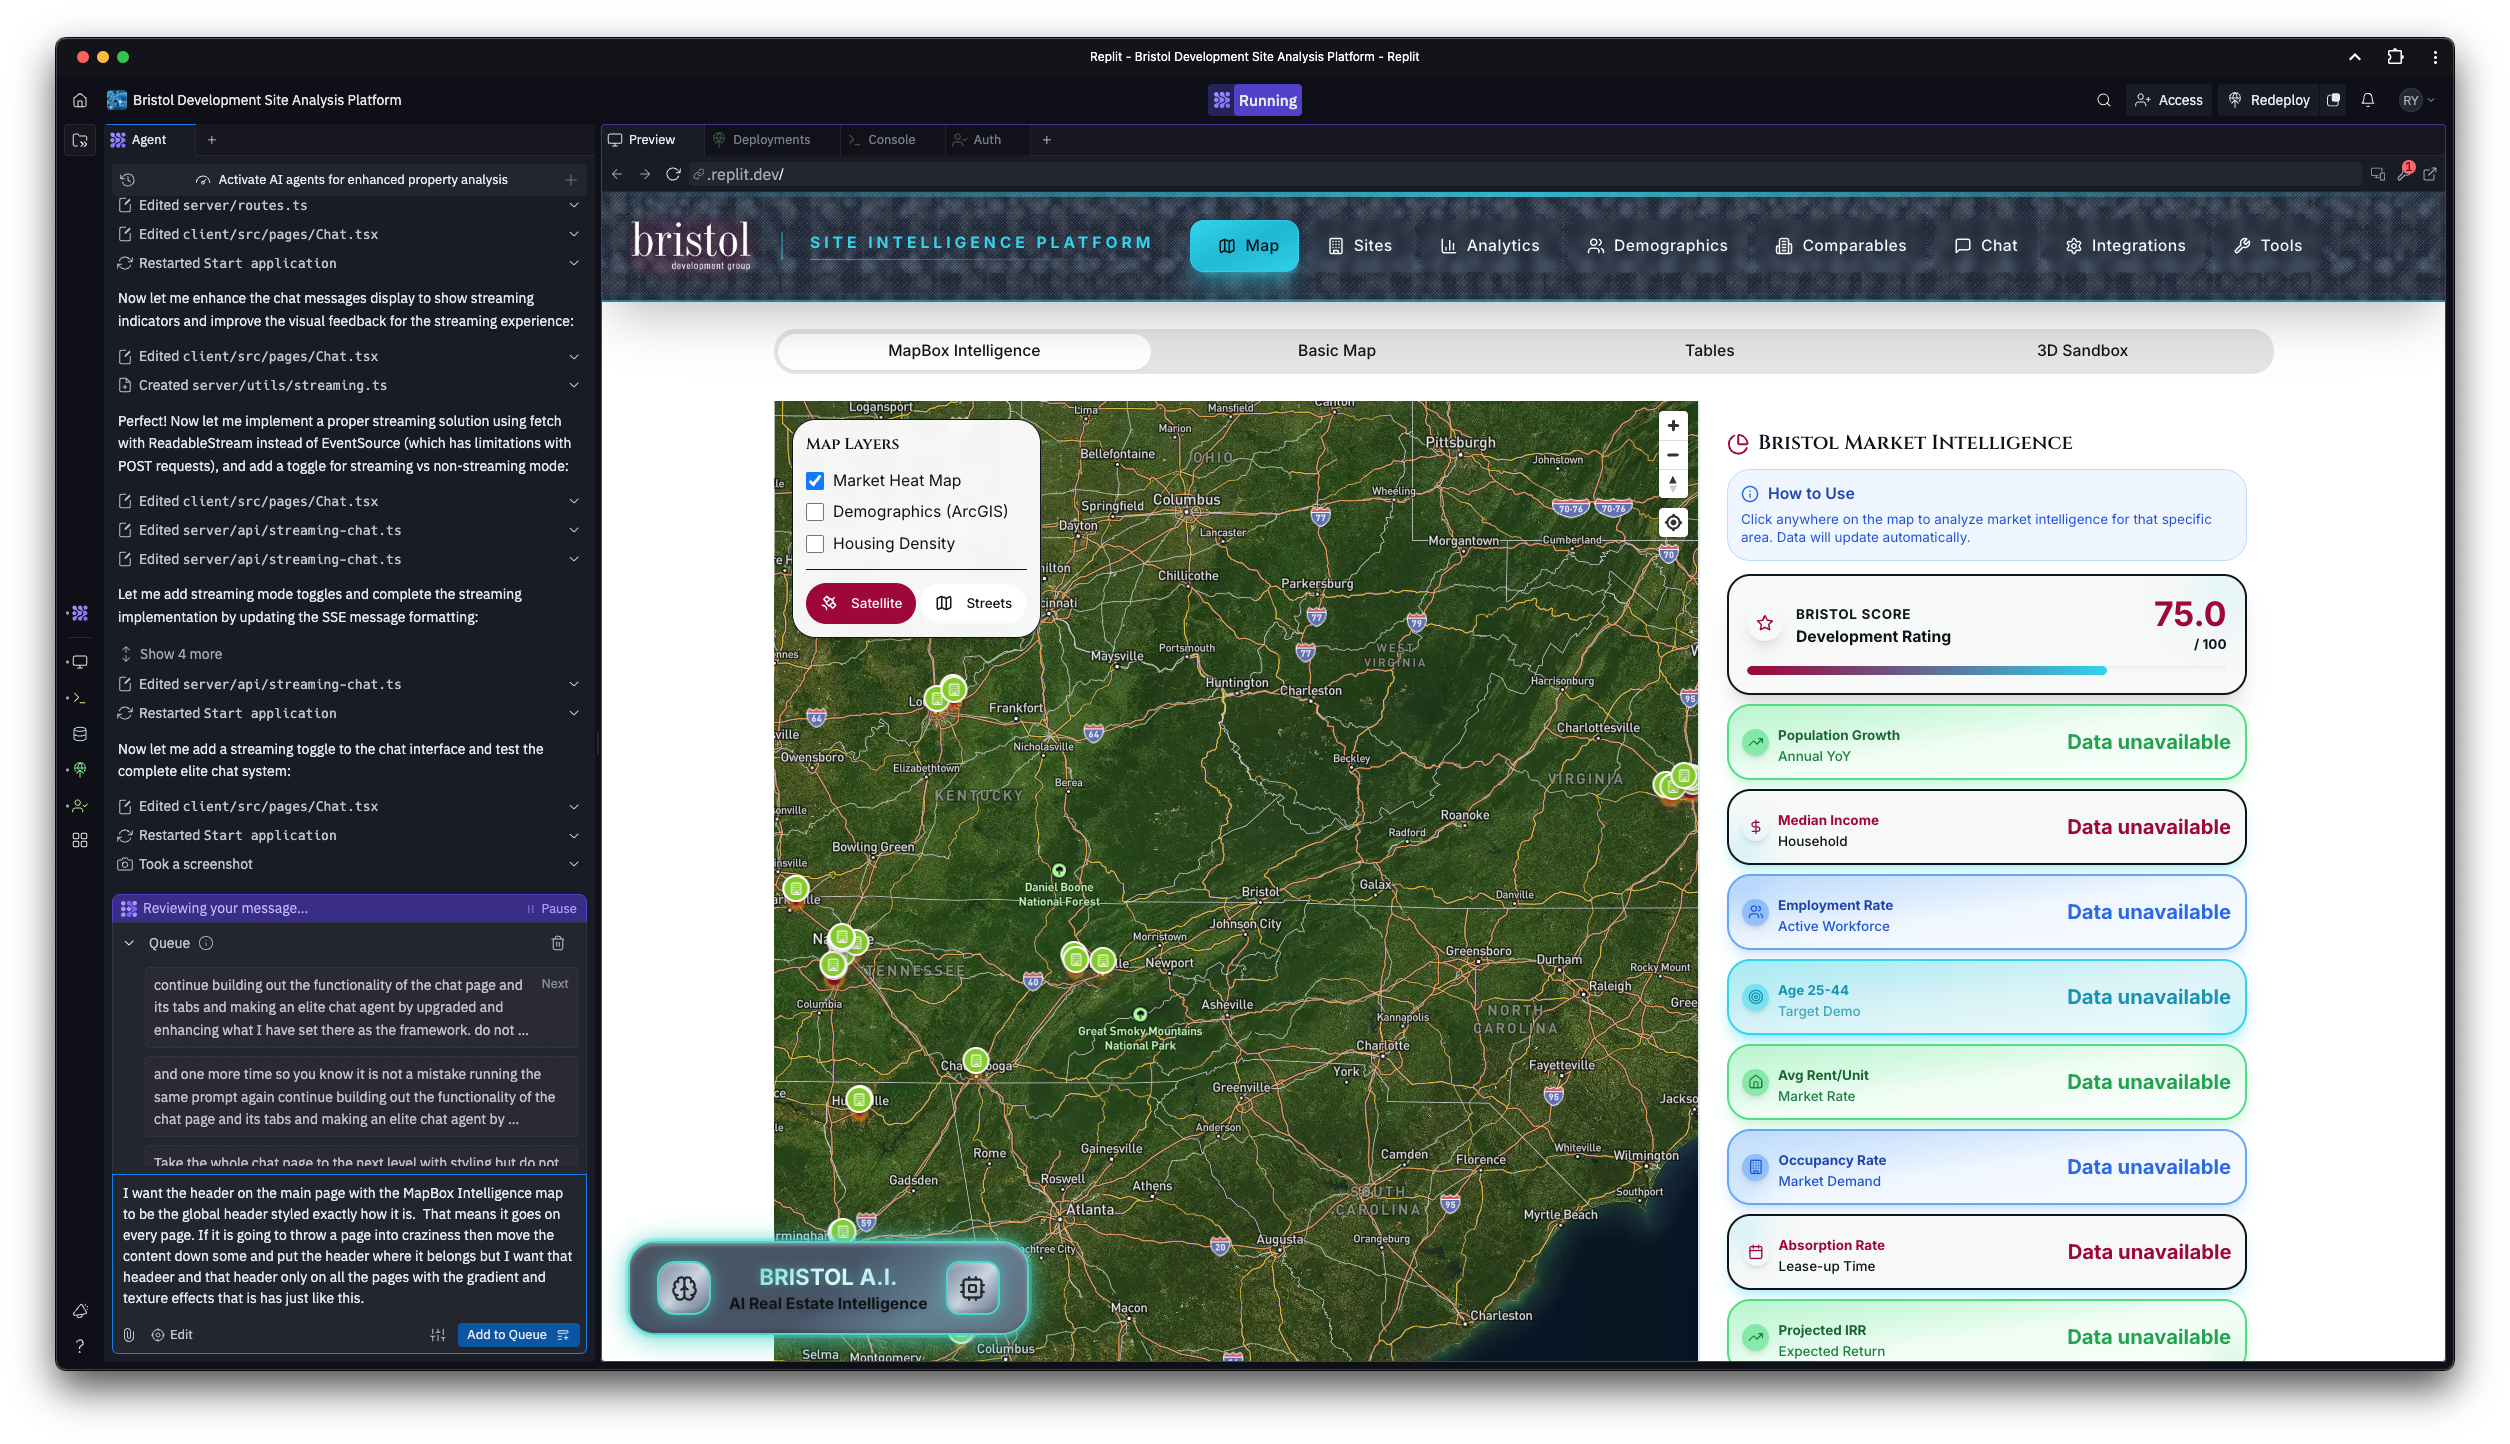 Replit - Bristol Development Site Analysis Platform - Replit
Bristol Development Site Analysis Platform
Running
Access
Redeploy
RY
Agent
Activate AI agents for enhanced property analysis
Edited server/routes.ts
Edited client/src/pages/Chat.tsx
Restarted Start application
Now let me enhance the chat messages display to show streaming
indicators and improve the visual feedback for the streaming experience:
Edited client/src/pages/Chat.tsx
Created server/utils/streaming.ts
Perfect! Now let me implement a proper streaming solution using fetch
with ReadableStream instead of EventSource (which has limitations with
POST requests), and add a toggle for streaming vs non-streaming mode:
Edited client/src/pages/Chat.tsx
Edited server/api/streaming-chat.ts
Edited server/api/streaming-chat.ts
Let me add streaming mode toggles and complete the streaming
implementation by updating the SSE message formatting:
Show 4 more
Edited server/api/streaming-chat.ts
Restarted Start application
Now let me add a streaming toggle to the chat interface and test the
complete elite chat system:
Edited client/src/pages/Chat.tsx
Restarted Start application
Took a screenshot
Reviewing your message...
Pause
Queue
continue building out the functionality of the chat page and
its tabs and making an elite chat agent by upgraded and
enhancing what I have set there as the framework. do not ...
Next
and one more time so you know it is not a mistake running the
same prompt again continue building out the functionality of the
chat page and its tabs and making an elite chat agent by ...
Take the whole chat page to the next level with styling but do not
I want the header on the main page with the MapBox Intelligence map
to be the global header styled exactly how it is. That means it goes on
every page. If it is going to throw a page into craziness then move the
content down some and put the header where it belongs but I want that
headeer and that header only on all the pages with the gradient and
texture effects that is has just like this.
Edit
Add to Queue
Preview
Deployments
Console
Auth
.replit.dev/
1
bristol
development group
SITE INTELLIGENCE PLATFORM
Map
Sites
Analytics
Demographics
Comparables
Chat
Integrations
Tools
MapBox Intelligence
Basic Map
Tables
3D Sandbox
Map Layers
Market Heat Map
Demographics (ArcGIS)
Housing Density
Satellite
Streets
Logansport
Lima
Mansfield
Canton
Marion
Pittsburgh
Bellefontaine
OHIO
Johnstown
Wheeling
Springfield
Columbus
77
70-76
70-76
Dayton
Lancaster
Morgantown
Cumberland
70
Chillicothe
Parkersburg
77
79
Maysville
Portsmouth
77
WEST
VIRGINIA
Huntington
Charleston
Harrisonburg
95
Frankfort
64
Charlottesville
64
Nicholasville
Owensboro
Elizabethtown
Berea
Beckley
VIRGINIA
KENTUCKY
Roanoke
Radford
Bowling Green
Daniel Boone
National Forest
Bristol
Galax
Danville
Johnson City
Morristown
Greensboro
Durham
Rocky Mount
TENNESSEE
Newport
40
Raleigh
Columbia
Asheville
Great Smoky Mountains
National Park
Kannapolis
NORTH
CAROLINA
Charlotte
Fayetteville
York
Greenville
95
Anderson
Gainesville
Whiteville
Wilmington
Rome
Camden
Florence
Gadsden
Roswell
Athens
SOUTH
CAROLINA
95
Southport
Atlanta
Myrtle Beach
59
20
Augusta
Orangeburg
Macon
Charleston
Selma
Montgomery
Columbus
BRISTOL A.I.
AI Real Estate Intelligence
Bristol Market Intelligence
How to Use
Click anywhere on the map to analyze market intelligence for that specific
area. Data will update automatically.
BRISTOL SCORE
Development Rating
75.0
/ 100
Population Growth
Annual YoY
Data unavailable
Median Income
Household
Data unavailable
Employment Rate
Active Workforce
Data unavailable
Age 25-44
Target Demo
Data unavailable
Avg Rent/Unit
Market Rate
Data unavailable
Occupancy Rate
Market Demand
Data unavailable
Absorption Rate
Lease-up Time
Data unavailable
Projected IRR
Expected Return
Data unavailable